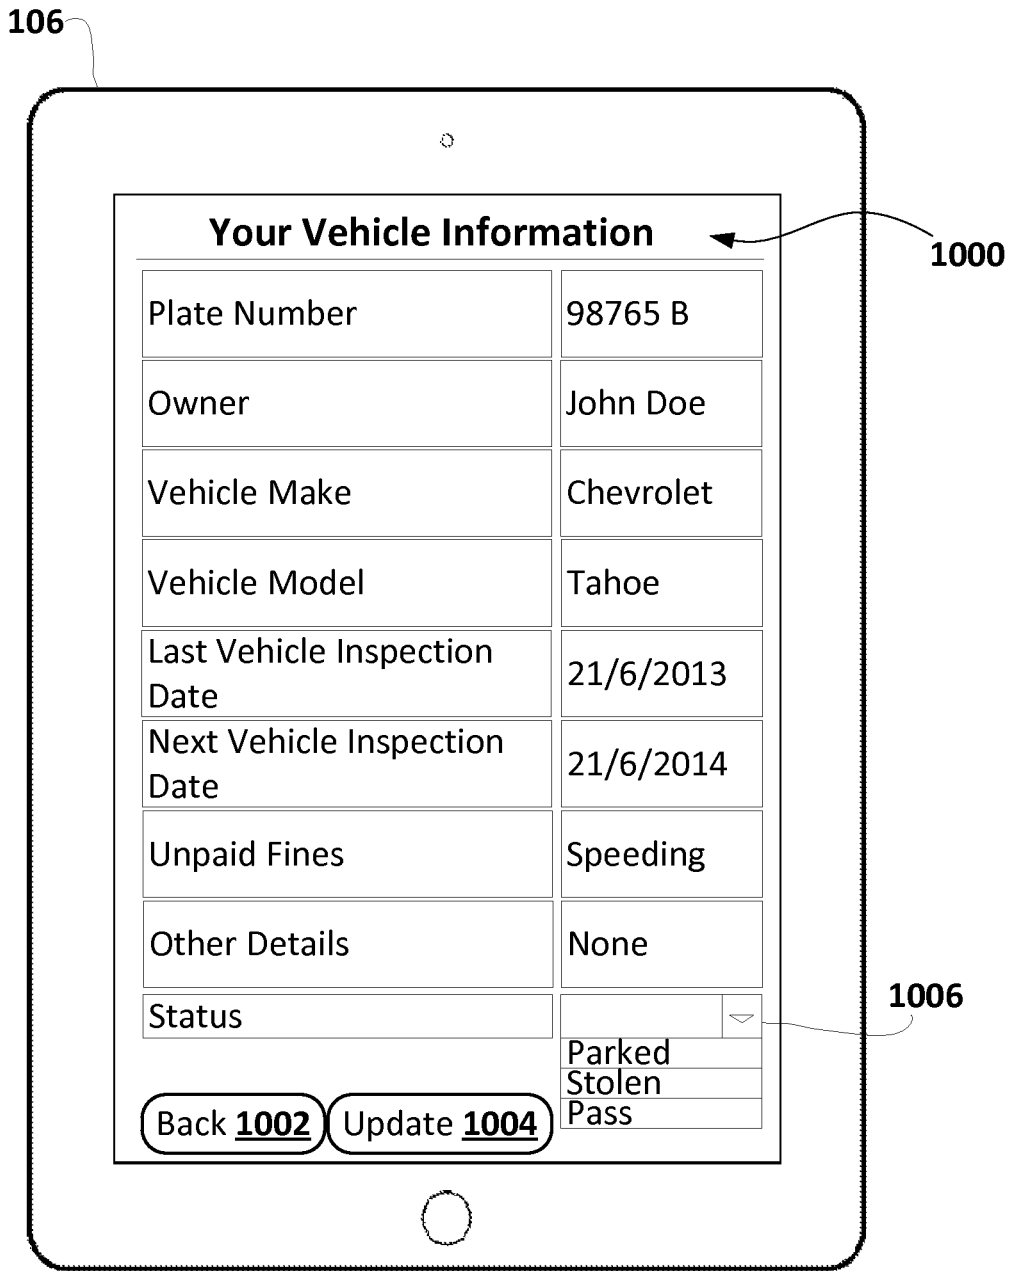 106
Your Vehicle Information
1000
Plate Number 98765 B
Owner John Doe
Vehicle Make Chevrolet
Vehicle Model Tahoe
Last Vehicle Inspection
Date
21/6/2013
Next Vehicle Inspection
Date
21/6/2014
Unpaid Fines Speeding
Other Details None
1006
Status
Parked
Stolen
Pass
Back 1002 Update 1004